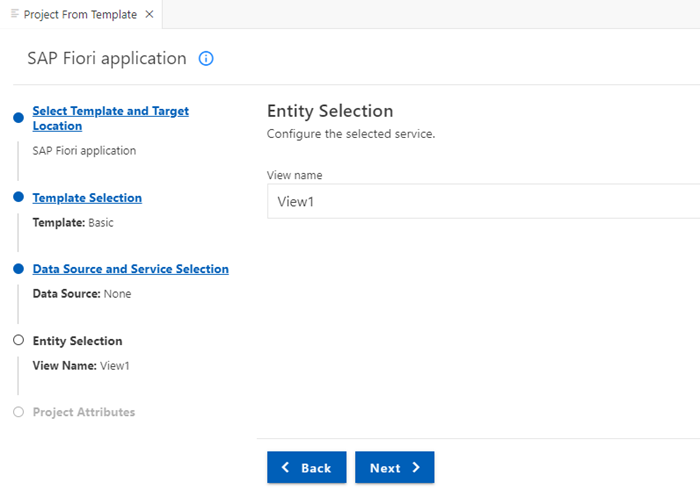 Project From Template
SAP Fiori application
Select Template and Target
Location
SAP Fiori application
Template Selection
Template: Basic
Data Source and Service Selection
Data Source: None
Entity Selection
View Name: View1
Project Attributes
Entity Selection
Configure the selected service.
View name
View1
Back
Next